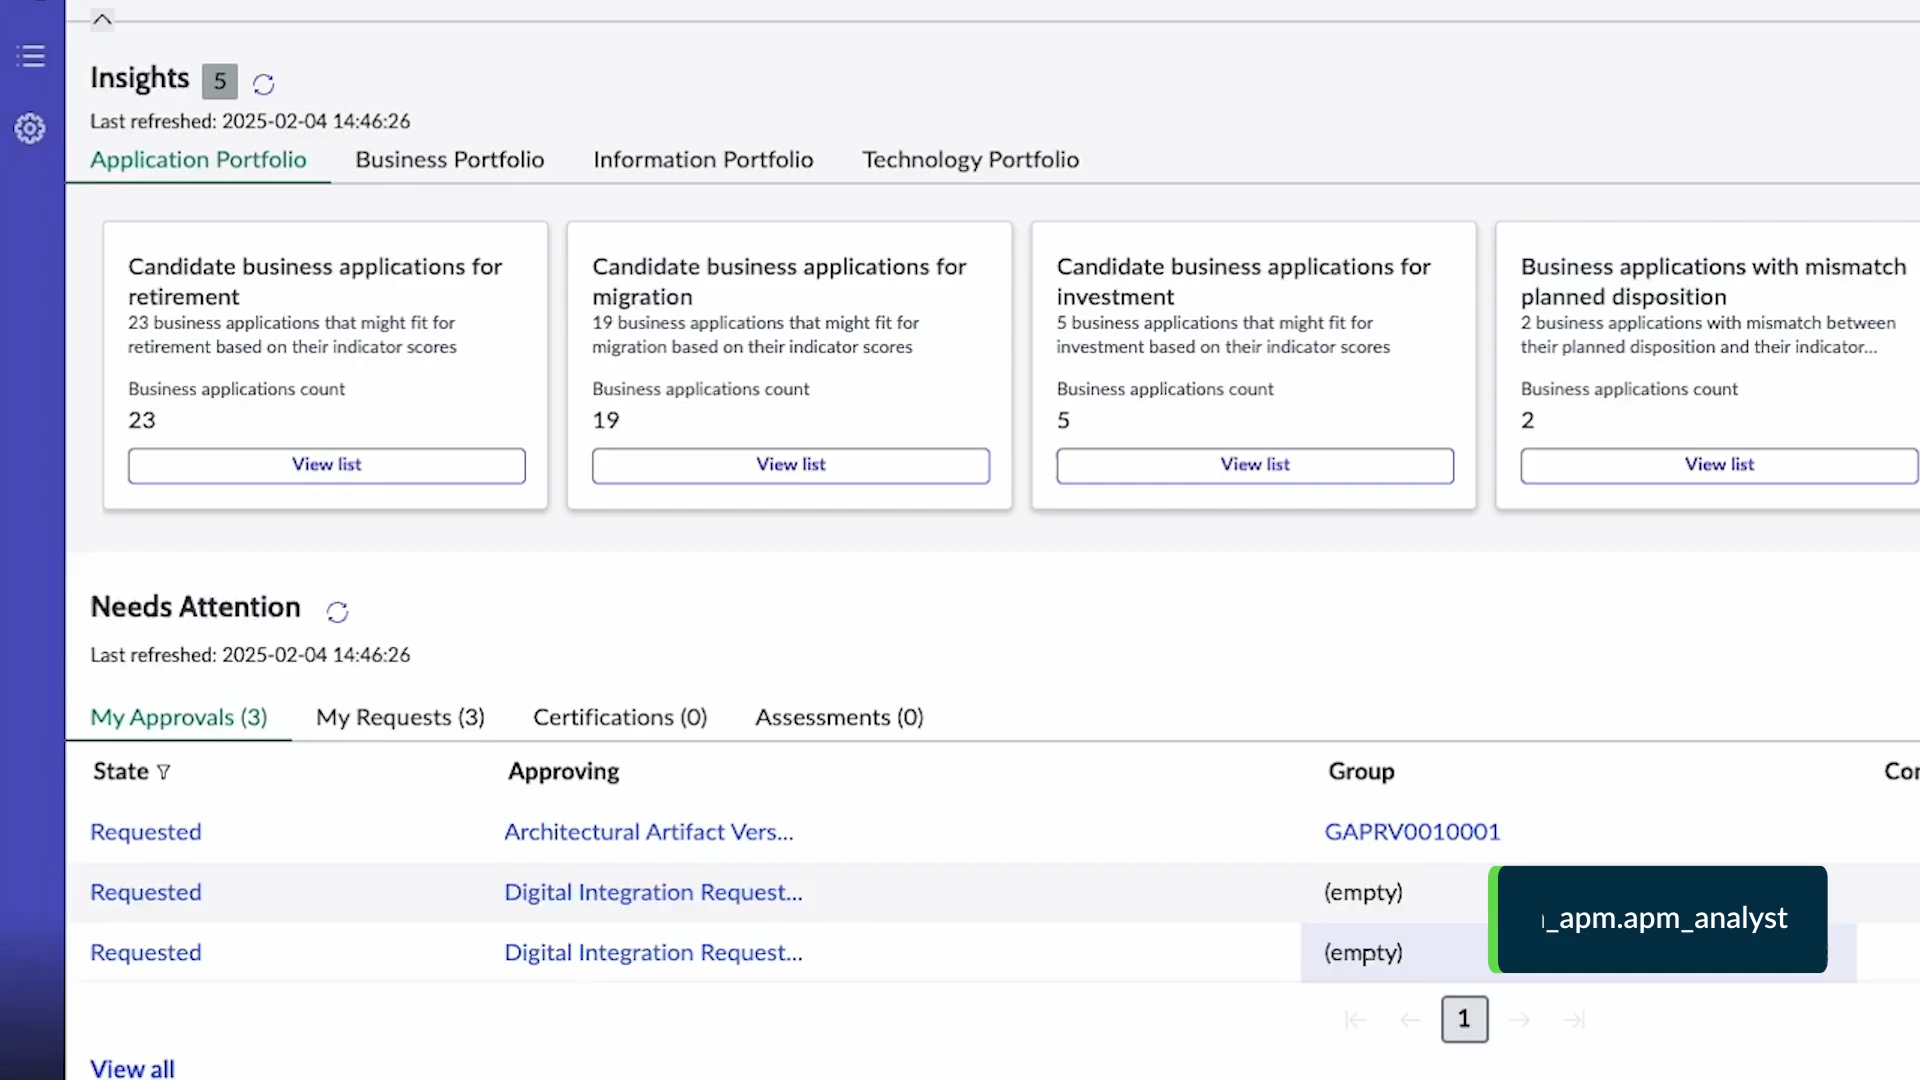 Insights 5
Last refreshed: 2025-02-04 14:46:26
Application Portfolio Business Portfolio Information Portfolio Technology Portfolio
Candidate business applications for
retirement
23 business applications that might fit for
retirement based on their indicator scores
Business applications count
23
View list
Candidate business applications for
migration
19 business applications that might fit for
migration based on their indicator scores
Business applications count
19
View list
Candidate business applications for
investment
5 business applications that might fit for
investment based on their indicator scores
Business applications count
5
View list
Business applications with mismatch
planned disposition
2 business applications with mismatch between
their planned disposition and their indicator...
Business applications count
2
View list
Needs Attention
Last refreshed: 2025-02-04 14:46:26
My Approvals (3) My Requests (3) Certifications (0) Assessments (0)
State Approving Group
Requested Architectural Artifact Vers... GAPRV0010001
Requested Digital Integration Request... (empty)
Requested Digital Integration Request... (empty)
_apm.apm_analyst
1
View all